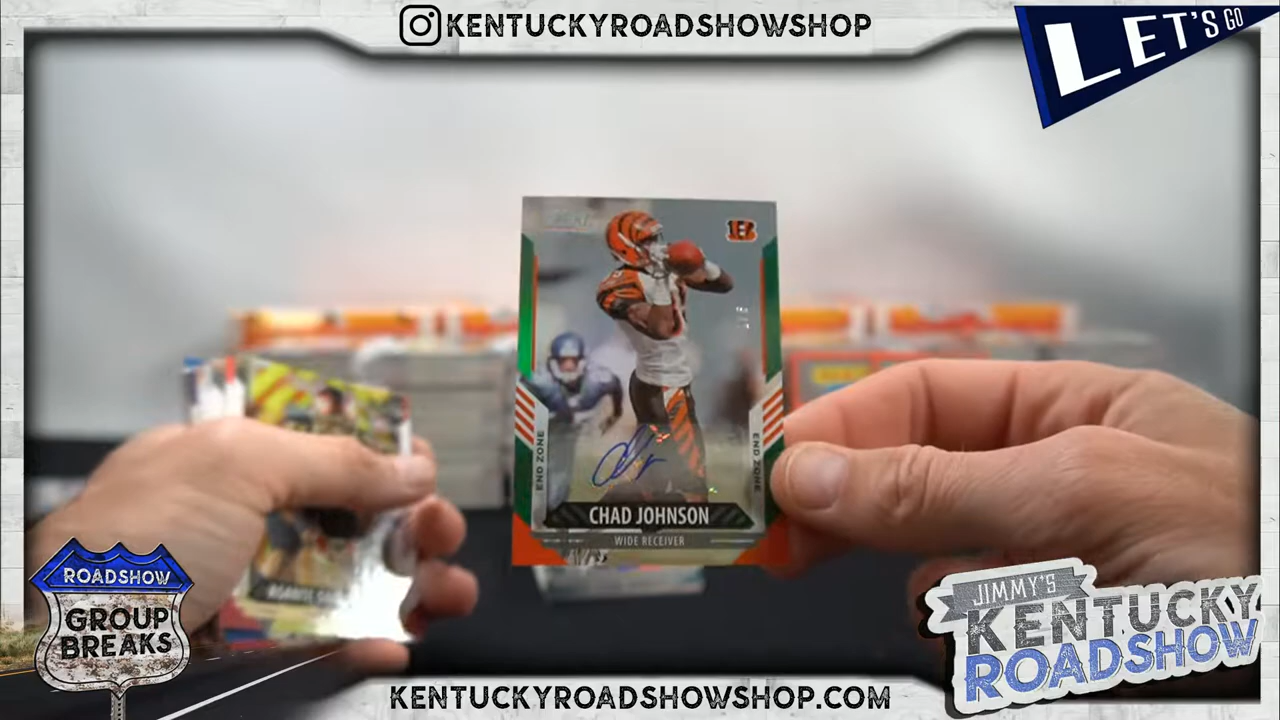 KENTUCKYROADSHOWSHOP
LET'S GO
END ZONE
END ZONE
CHAD JOHNSON
WIDE RECEIVER
ROADSHOW
GROUP
BREAKS
JIMMY'S
KENTUCKY
ROADSHOW
KENTUCKYROADSHOWSHOP.COM